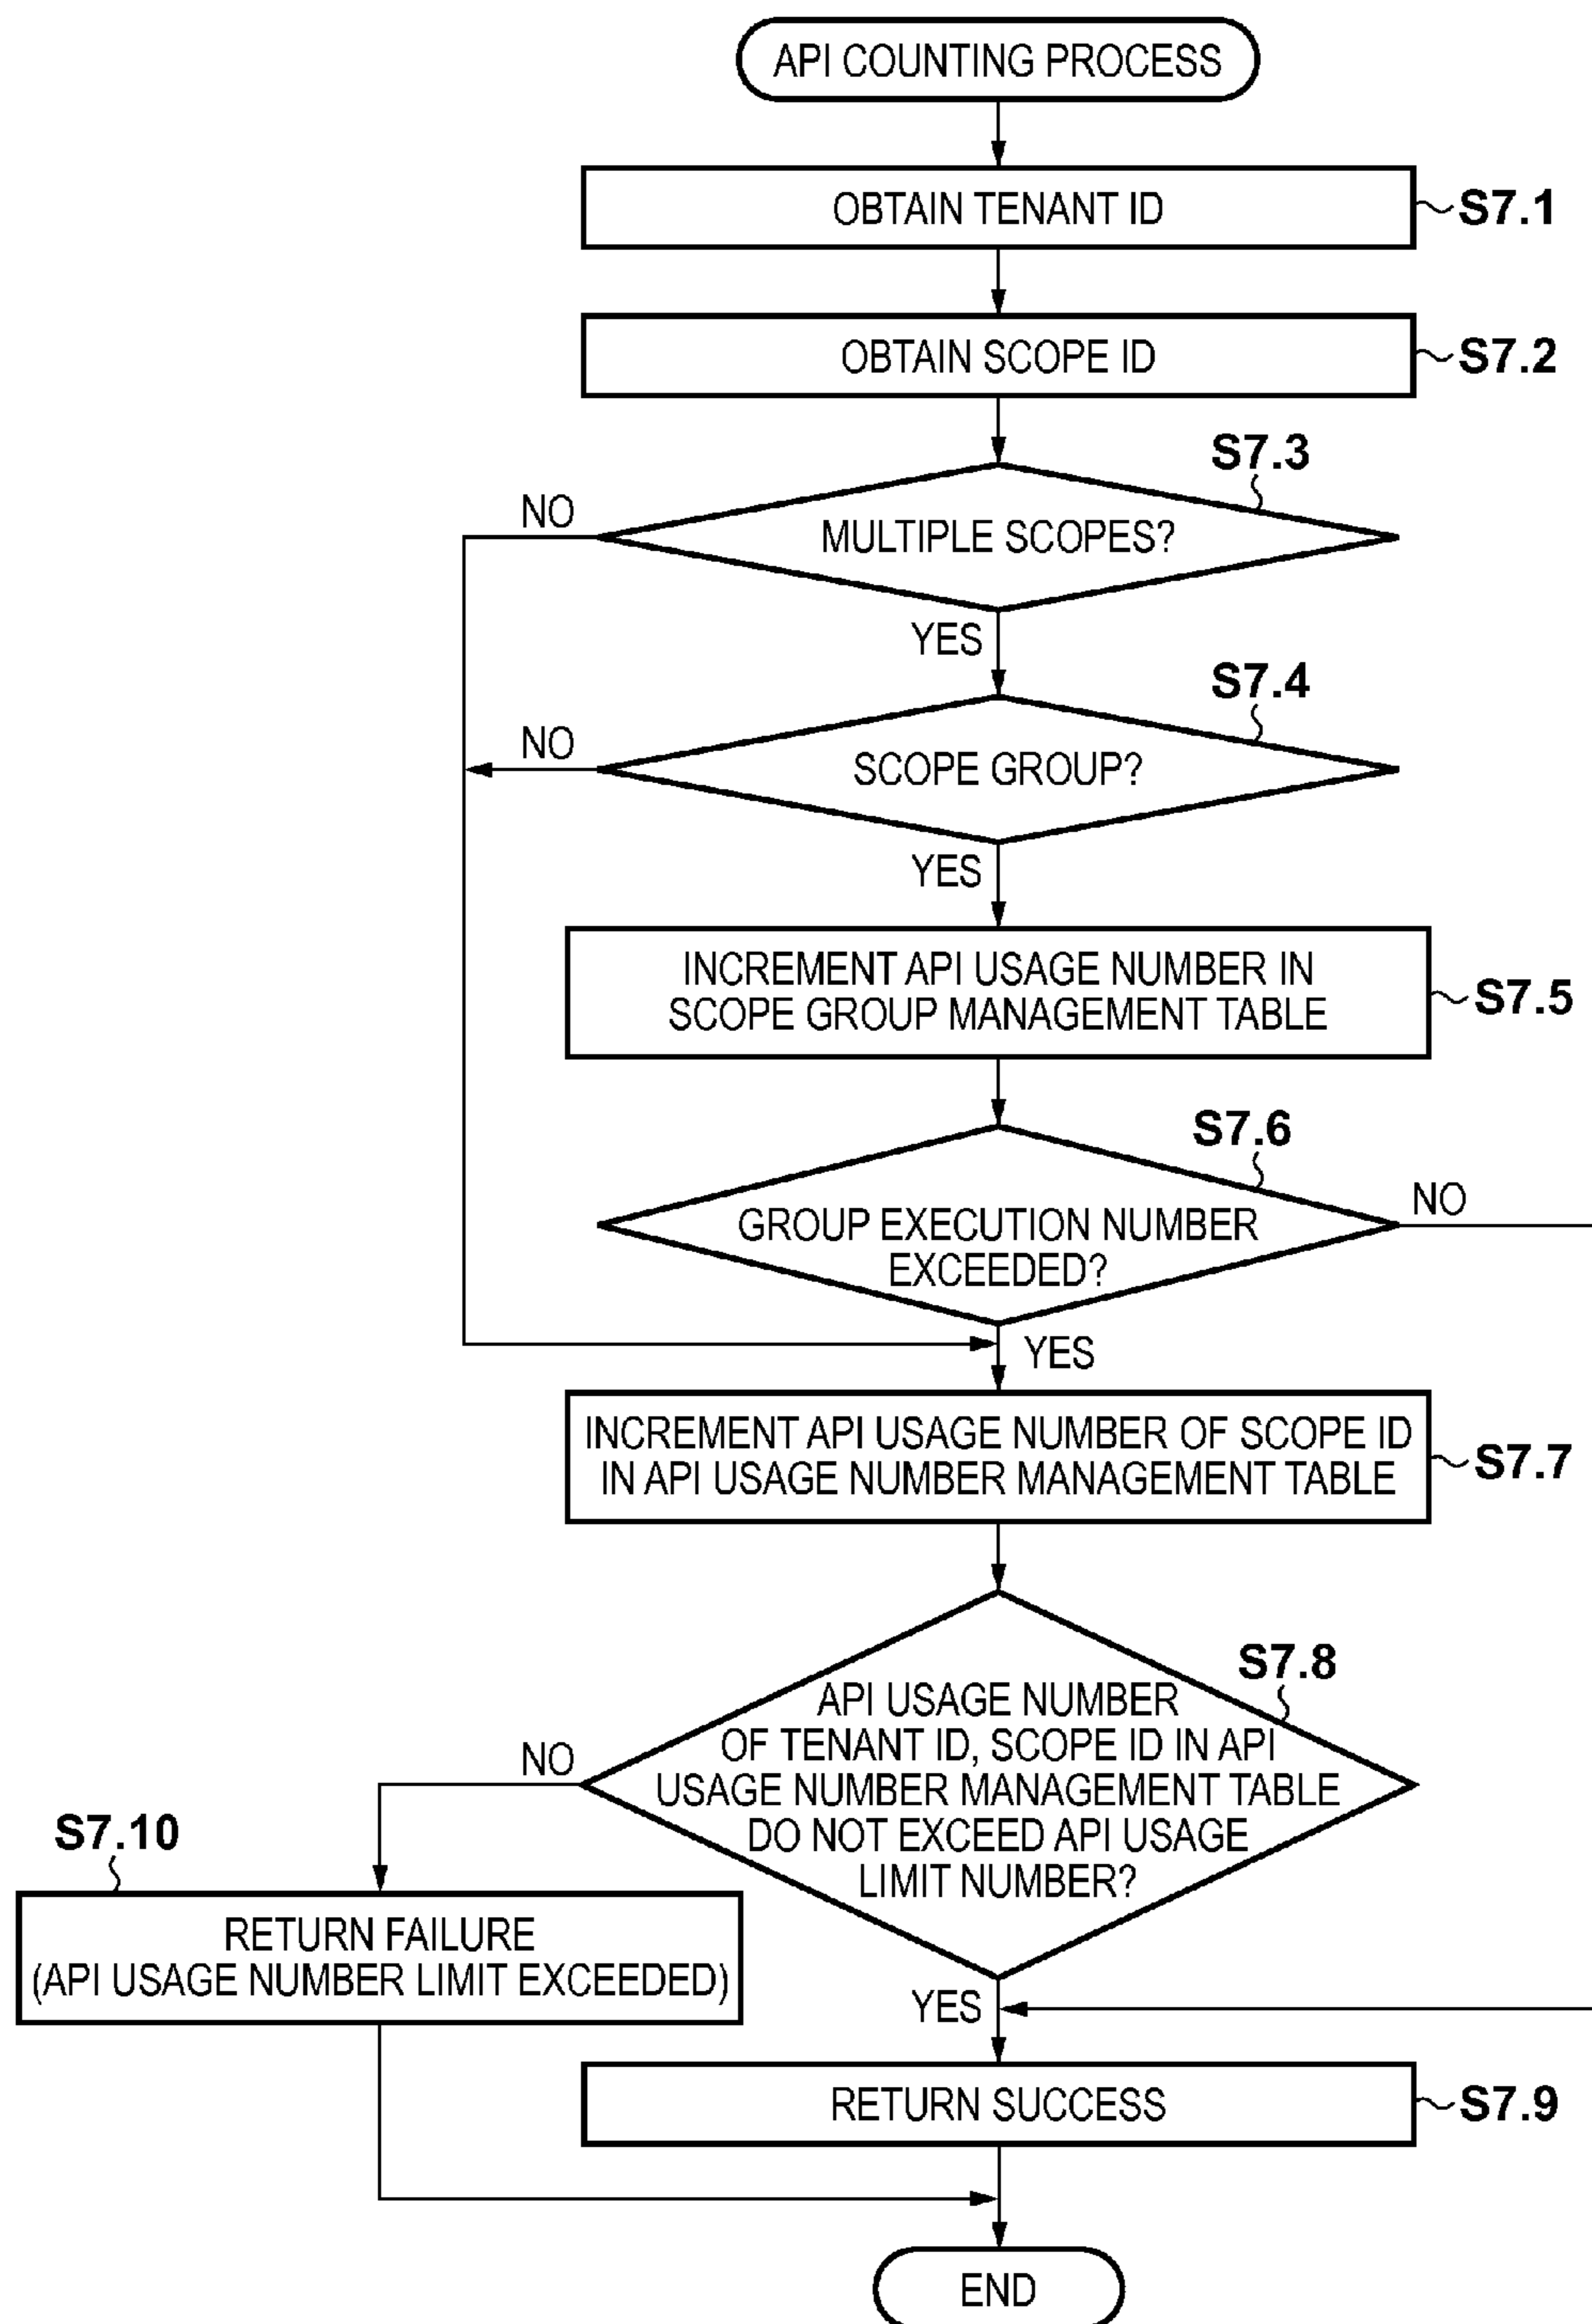 API COUNTING PROCESS
OBTAIN TENANT ID
S7.1
OBTAIN SCOPE ID
S7.2
S7.3
NO
MULTIPLE SCOPES?
YES
S7.4
NO
SCOPE GROUP?
YES
INCREMENT API USAGE NUMBER IN
SCOPE GROUP MANAGEMENT TABLE
S7.5
S7.6
NO
GROUP EXECUTION NUMBER
EXCEEDED?
YES
INCREMENT API USAGE NUMBER OF SCOPE ID
IN API USAGE NUMBER MANAGEMENT TABLE
S7.7
S7.8
API USAGE NUMBER
OF TENANT ID, SCOPE ID IN API
USAGE NUMBER MANAGEMENT TABLE
DO NOT EXCEED API USAGE
LIMIT NUMBER?
NO
S7.10
RETURN FAILURE
(API USAGE NUMBER LIMIT EXCEEDED)
YES
RETURN SUCCESS
S7.9
END